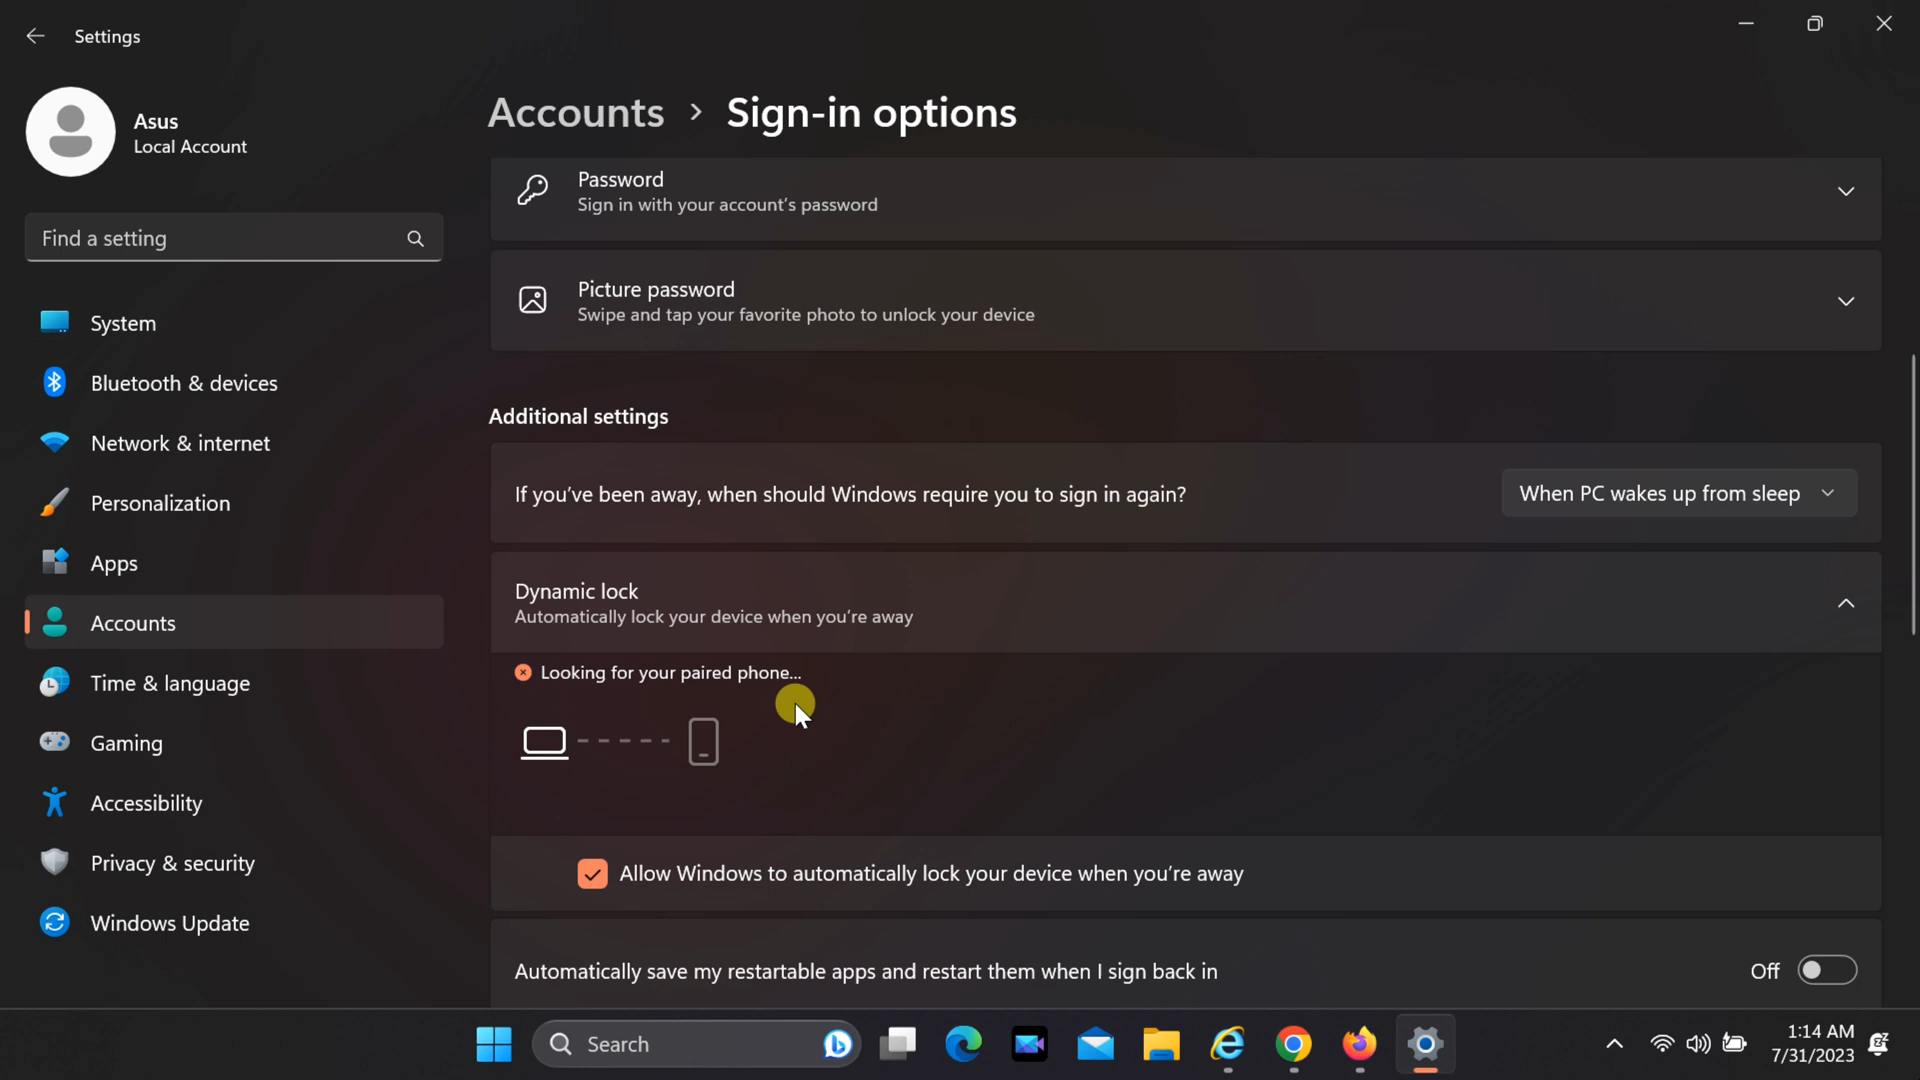 Settings
Asus
Local Account
Find a setting
System
Bluetooth & devices
Network & internet
Personalization
Apps
Accounts
Time & language
Gaming
Accessibility
Privacy & security
Windows Update
Accounts > Sign-in options
Password
Sign in with your account's password
Picture password
Swipe and tap your favorite photo to unlock your device
Additional settings
If you've been away, when should Windows require you to sign in again?
When PC wakes up from sleep
Dynamic lock
Automatically lock your device when you're away
Looking for your paired phone...
Allow Windows to automatically lock your device when you're away
Automatically save my restartable apps and restart them when I sign back in
Off
Search
1:14 AM
7/31/2023